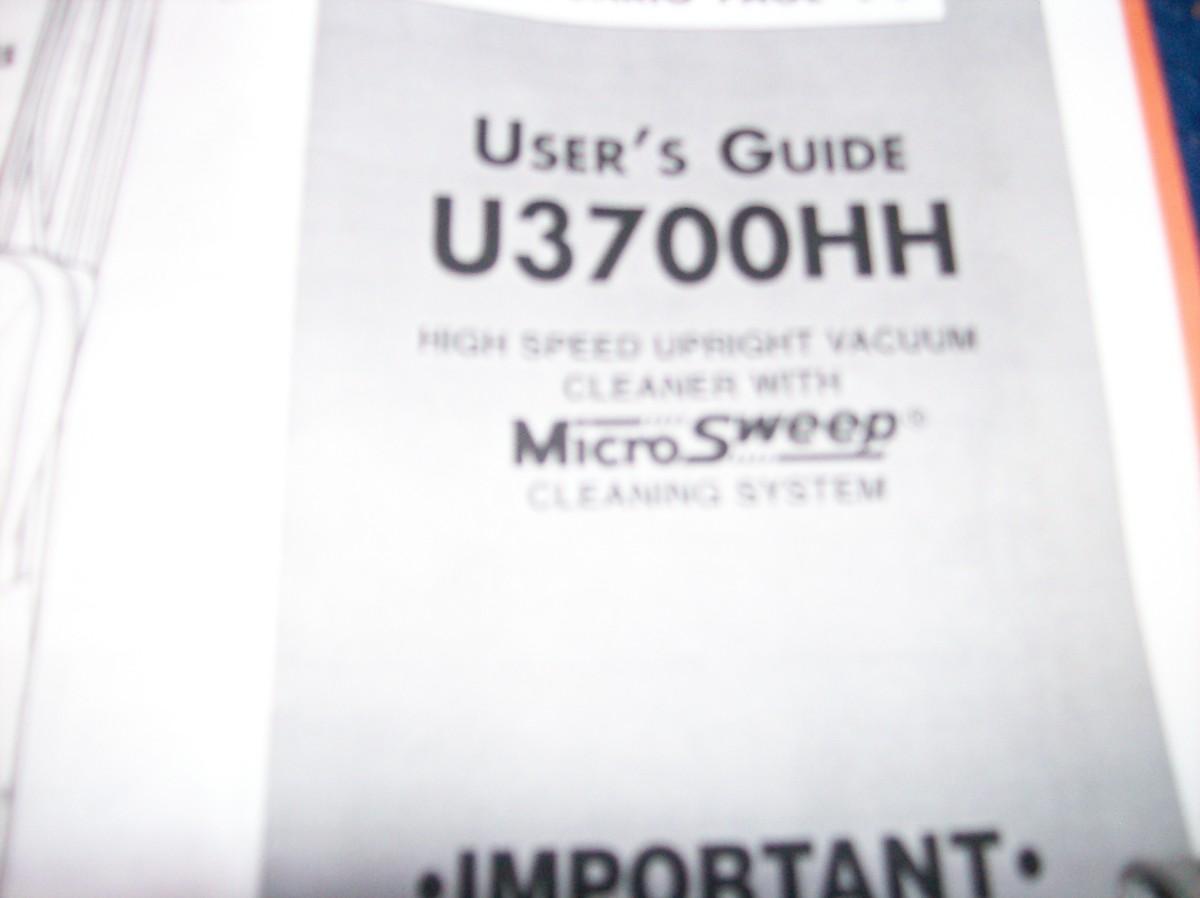 USER'S GUIDE
U3700HH
HIGH SPEED UPRIGHT VACUUM
CLEANER WITH
MicroSweep®
CLEANING SYSTEM
•IMPORTANT•